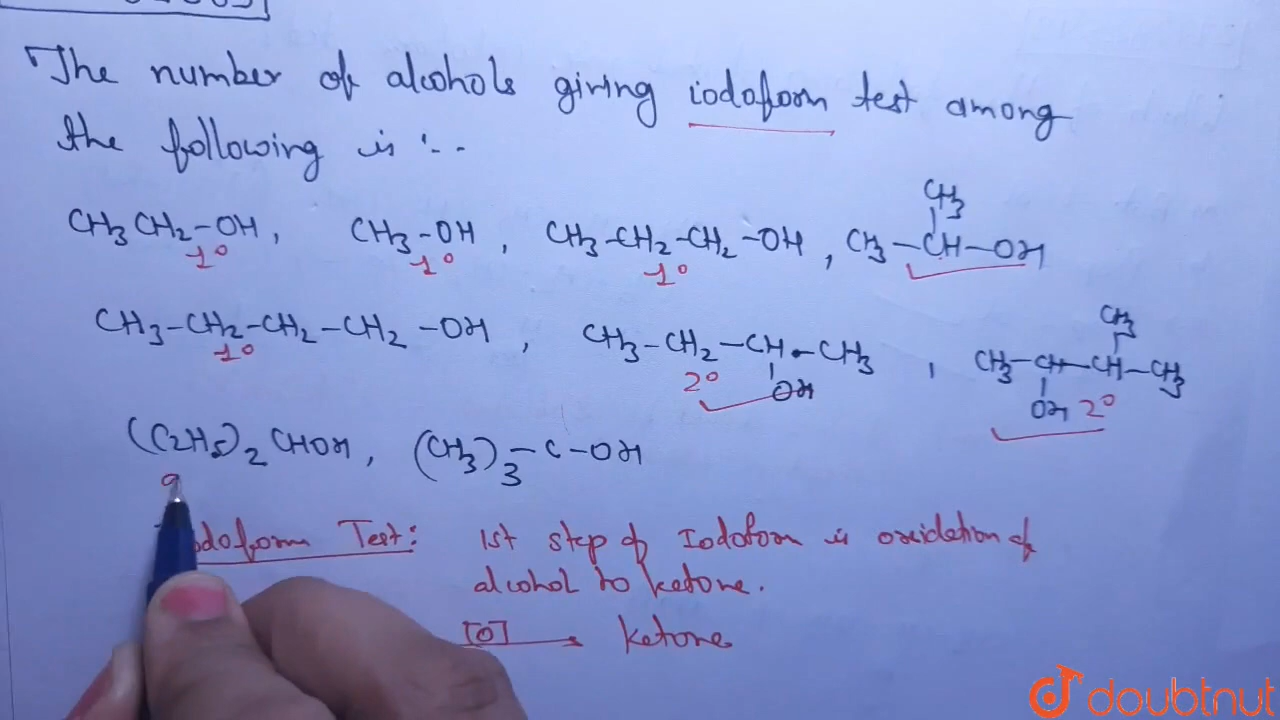 The number of alcohols giving iodoform test among
the following is :--
CH3
CH3CH2-OH, CH3-OH, CH3-CH2-CH2-OH, CH3-CH-OH
1° 1° 1°
CH3
CH3-CH2-CH2-CH2-OH, CH3-CH2-CH-CH3, CH3-CH-CH-CH3
1° 2° OH OH 2°
(C2H5)2 CHOH, (CH3)3-C-OH
Test: 1st step of Iodoform is oxidation of
alcohol to ketone.
[O] → Ketone
doubtnut